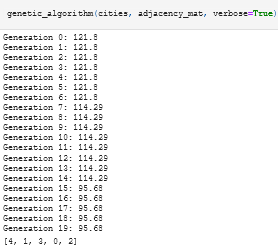 genetic_algorithm(cities, adjacency_mat, verbose=True)
Generation 0: 121.8
Generation 1: 121.8
Generation 2: 121.8
Generation 3: 121.8
Generation 4: 121.8
Generation 5: 121.8
Generation 6: 121.8
Generation 7: 114.29
Generation 8: 114.29
Generation 9: 114.29
Generation 10: 114.29
Generation 11: 114.29
Generation 12: 114.29
Generation 13: 114.29
Generation 14: 114.29
Generation 15: 95.68
Generation 16: 95.68
Generation 17: 95.68
Generation 18: 95.68
Generation 19: 95.68
[4, 1, 3, 0, 2]